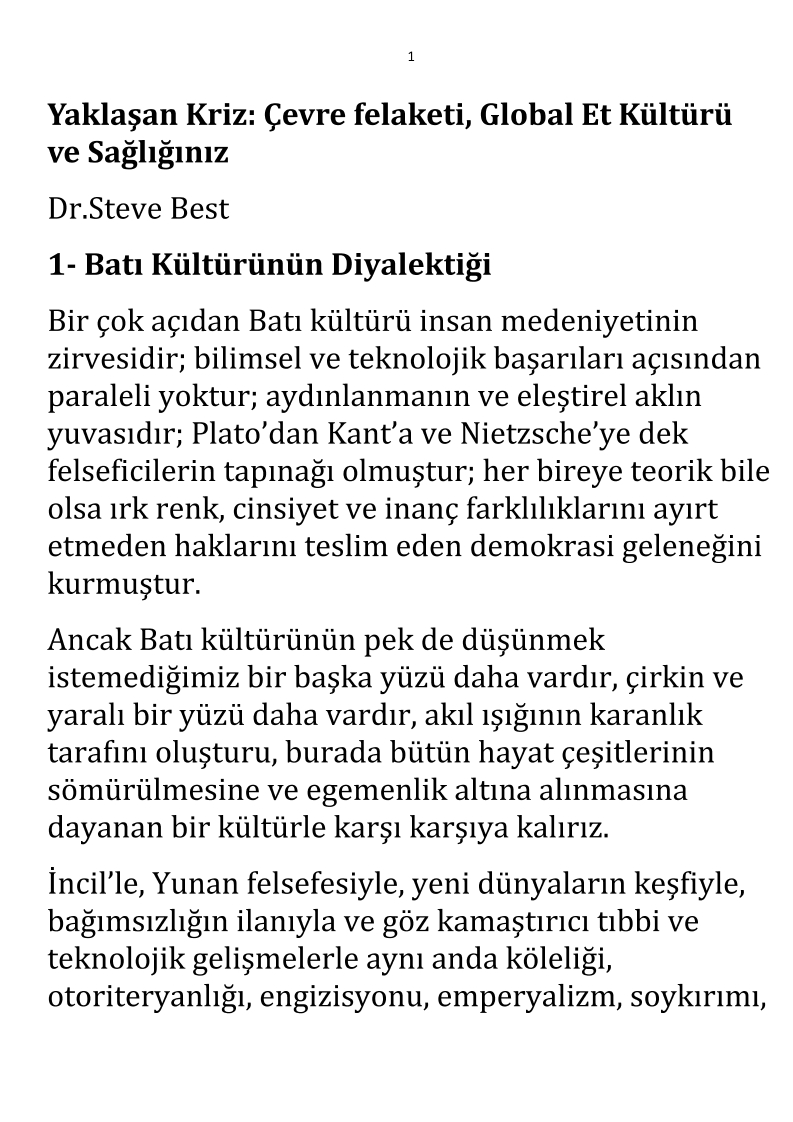 1
Yaklaşan Kriz: Çevre felaketi, Global Et Kültürü
ve Sağlığınız
Dr.Steve Best
1- Batı Kültürünün Diyalektiği
Bir çok açıdan Batı kültürü insan medeniyetinin
zirvesidir; bilimsel ve teknolojik başarıları açısından
paraleli yoktur; aydınlanmanın ve eleştirel aklın
yuvasıdır; Plato’dan Kant’a ve Nietzsche’ye dek
felseficilerin tapınağı olmuştur; her bireye teorik bile
olsa ırk renk, cinsiyet ve inanç farklılıklarını ayırt
etmeden haklarını teslim eden demokrasi geleneğini
kurmuştur.
Ancak Batı kültürünün pek de düşünmek
istemediğimiz bir başka yüzü daha vardır, çirkin ve
yaralı bir yüzü daha vardır, akıl ışığının karanlık
tarafını oluşturu, burada bütün hayat çeşitlerinin
sömürülmesine ve egemenlik altına alınmasına
dayanan bir kültürle karşı karşıya kalırız.
İncil’le, Yunan felsefesiyle, yeni dünyaların keşfiyle,
bağımsızlığın ilanıyla ve göz kamaştırıcı tıbbi ve
teknolojik gelişmelerle aynı anda köleliği,
otoriteryanlığı, engizisyonu, emperyalizm, soykırımı,